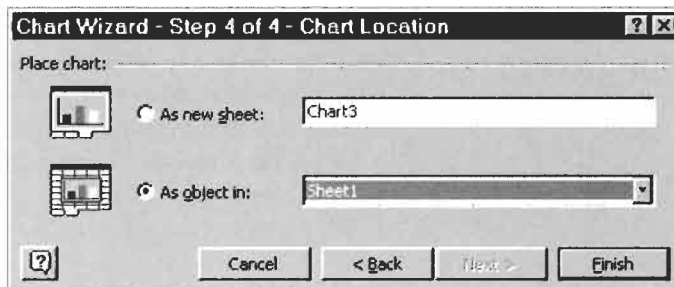 Chart Wizard - Step 4 of 4 - Chart Location
Place chart:
As new sheet: Chart3
As object in: Sheet1
Cancel < Back Next > Finish